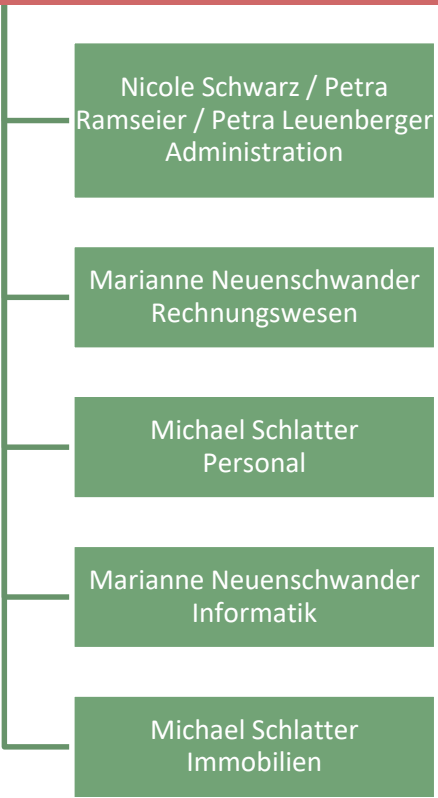 Nicole Schwarz / Petra
Ramseier / Petra Leuenberger
Administration
Marianne Neuenschwander
Rechnungswesen
Michael Schlatter
Personal
Marianne Neuenschwander
Informatik
Michael Schlatter
Immobilien